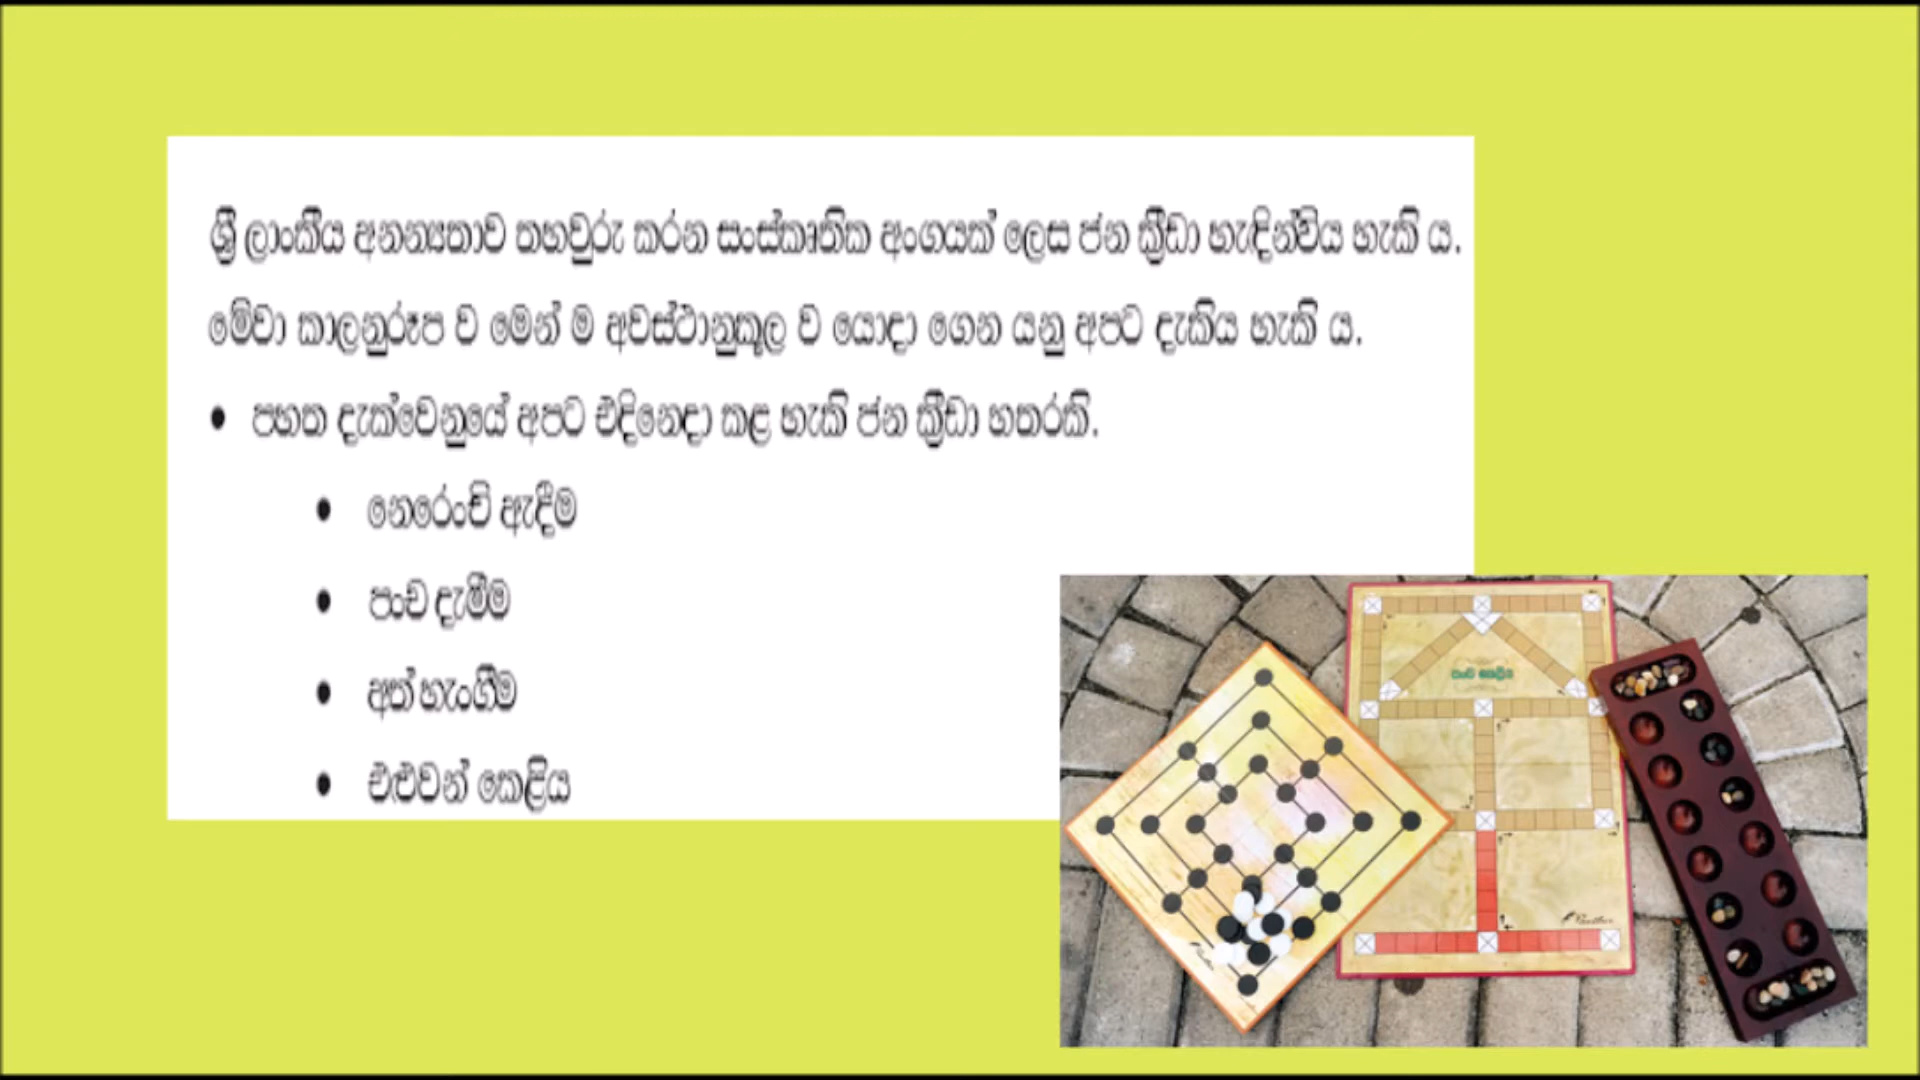 ශ්‍රී ලාංකීය අනන්‍යතාව තහවුරු කරන සංස්කෘතික අංගයක් ලෙස ජන ක්‍රීඩා හැඳින්විය හැකි ය.
මේවා කාලනුරූප ව මෙන් ම අවස්ථානුකූල ව යොදා ගෙන යනු අපට දැකිය හැකි ය.
• පහත දැක්වෙනුයේ අපට එදිනෙදා කළ හැකි ජන ක්‍රීඩා හතරකි.
• නෙරෙංචි ඇදීම
• පංච දැමීම
• අත් හැංගීම
• එළුවන් කෙළිය
පංච කෙළිය